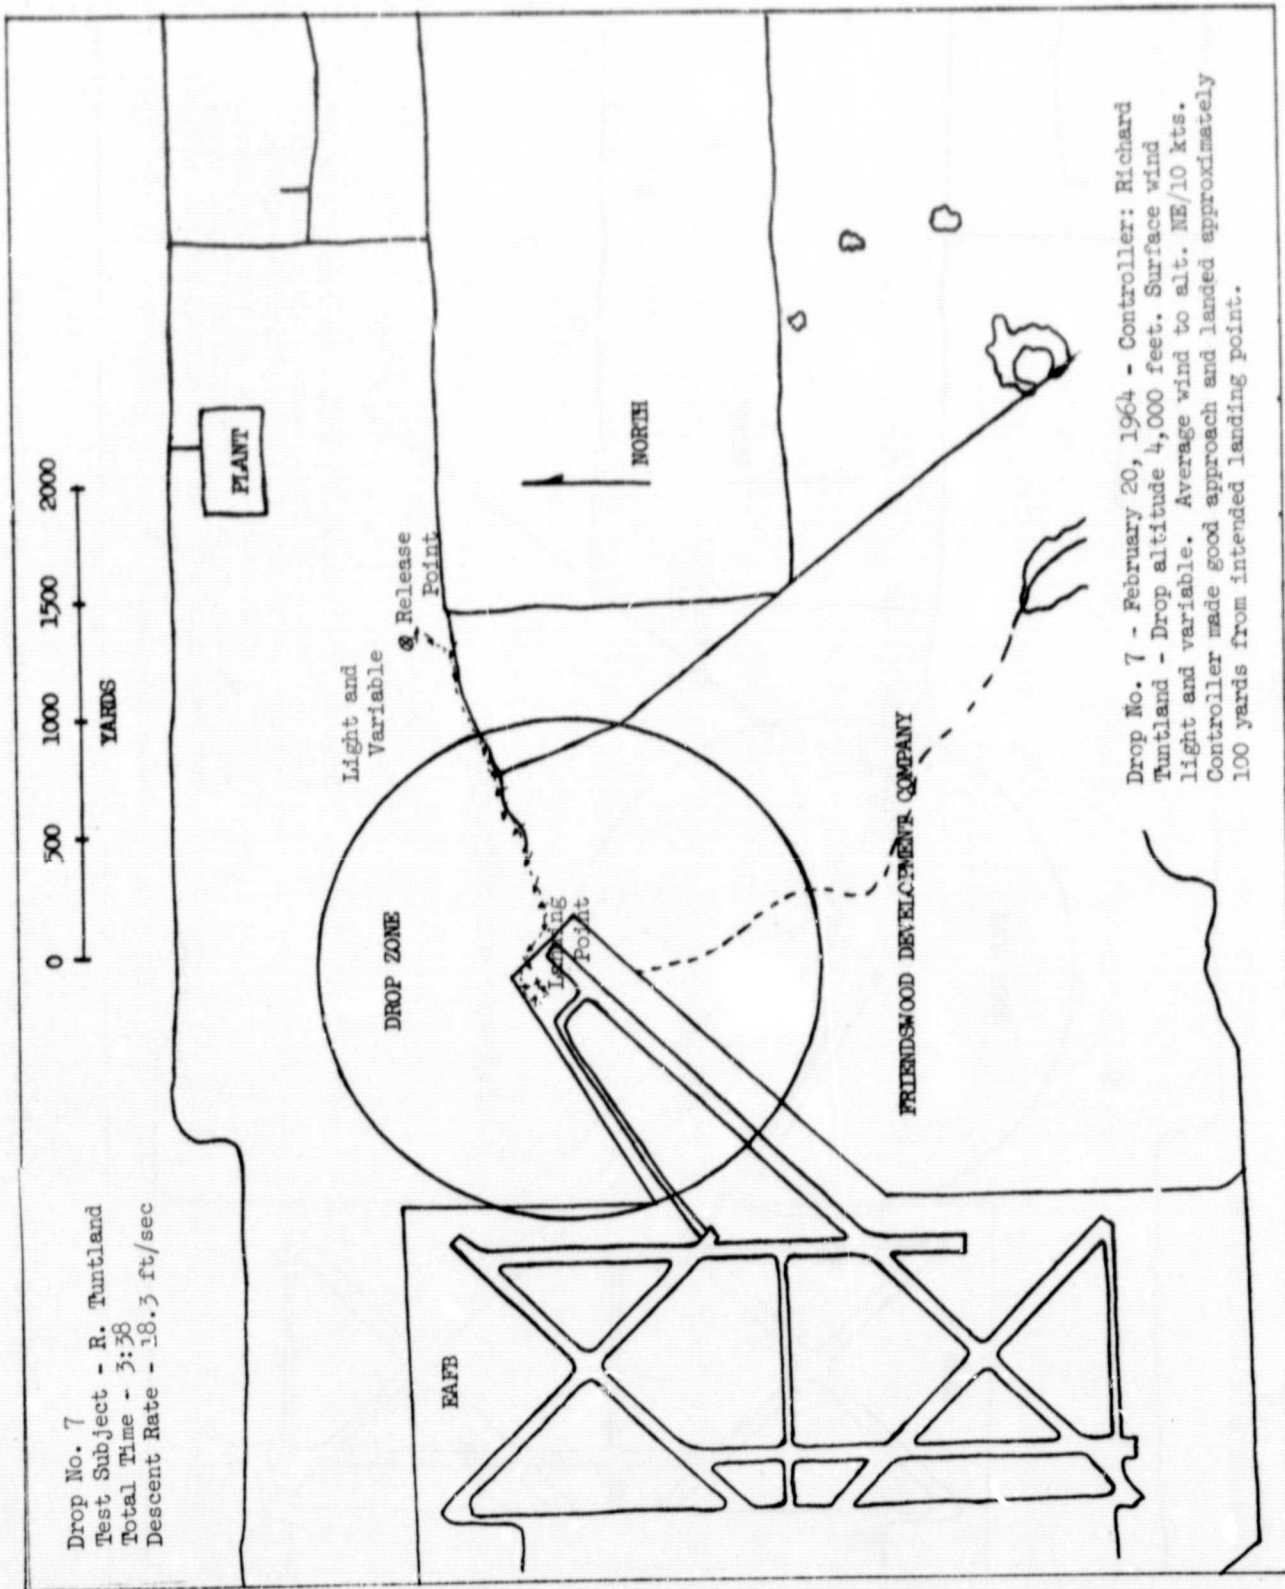 Drop No. 7
Test Subject - R. Tuntland
Total Time - 3:38
Descent Rate - 18.3 ft/sec
0 500 1000 1500 2000
YARDS
PLANT
Light and
Variable
Release
Point
DROP ZONE
NORTH
Landing
Point
EAFB
FRIENDSWOOD DEVELOPMENT COMPANY
Drop No. 7 - February 20, 1964 - Controller: Richard
Tuntland - Drop altitude 4,000 feet. Surface wind
light and variable. Average wind to alt. NE/10 kts.
Controller made good approach and landed approximately
100 yards from intended landing point.